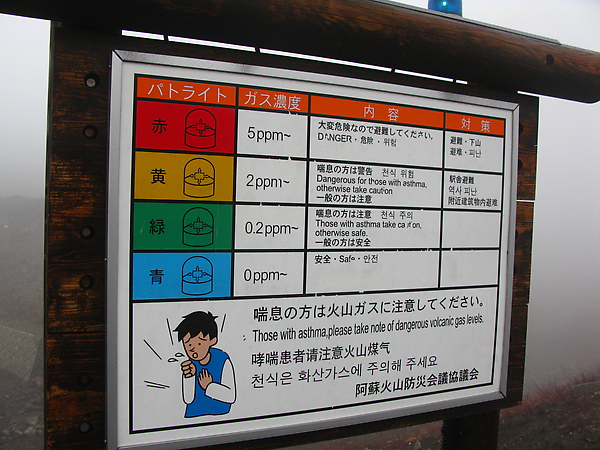 パトライト ガス濃度 内容 対策
赤 5ppm~ 大変危険なので避難してください。 避難・下山
DANGER・危険・위험 避难・피난
黄 2ppm~ 喘息の方は警告 천식 위험 駅舎避難
Dangerous for those with asthma, 역사 피난
otherwise take caution 附近建筑物内避难
一般の方は注意
緑 0.2ppm~ 喘息の方は注意 천식 주의
Those with asthma take caution,
otherwise safe.
一般の方は安全
青 0ppm~ 安全・Safe・안전
喘息の方は火山ガスに注意してください。
Those with asthma,please take note of dangerous volcanic gas levels.
哮喘患者请注意火山煤气
천식은 화산가스에 주의해 주세요
阿蘇火山防災会議協議会